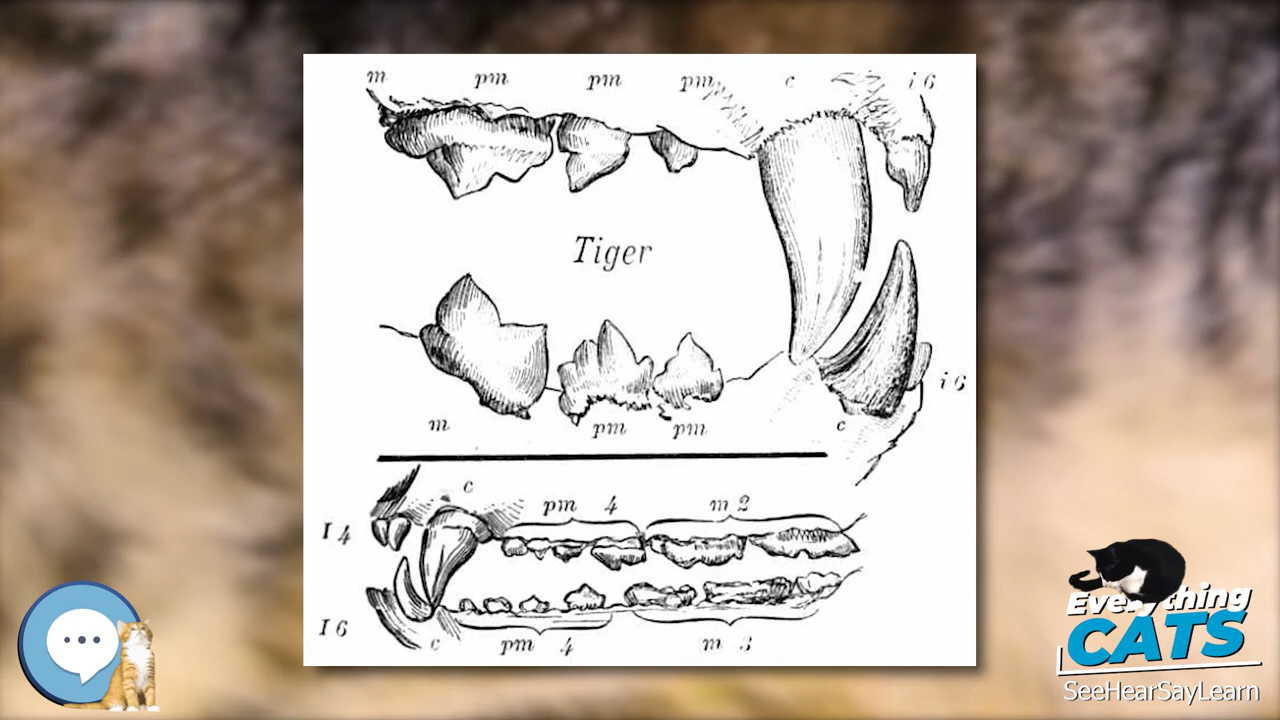 m pm pm pm c i 6
Tiger
i 6
m pm pm c
c
pm 4 m 2
I 4
I 6
c pm 4 m 3
Everything
CATS
SeeHearSayLearn